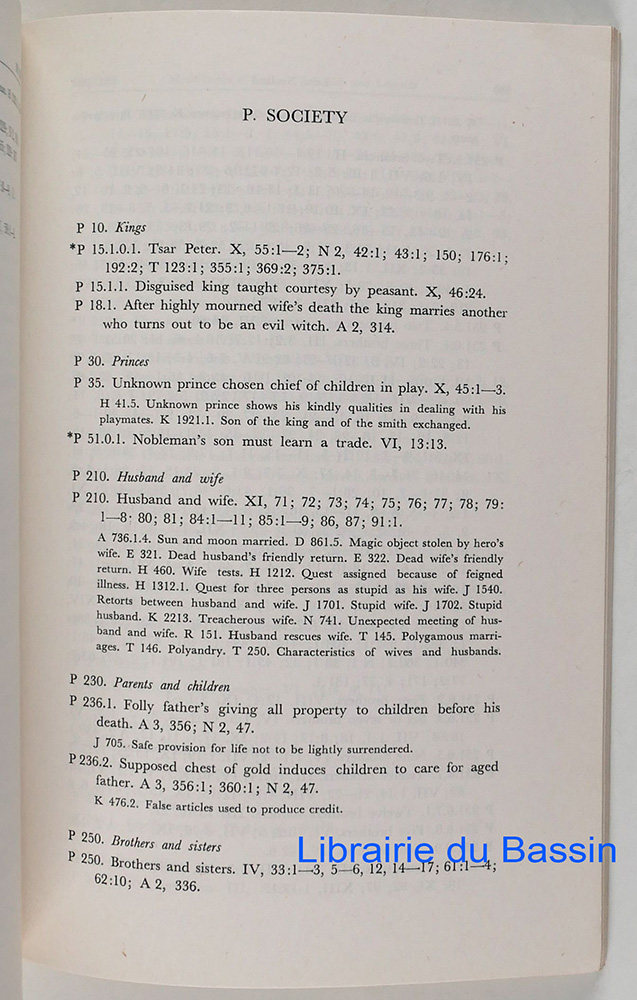 P. SOCIETY
P 10. Kings
*P 15.1.0.1. Tsar Peter. X, 55:1—2; N 2, 42:1; 43:1; 150; 176:1;
192:2; T 123:1; 355:1; 369:2; 375:1.
P 15.1.1. Disguised king taught courtesy by peasant. X, 46:24.
P 18.1. After highly mourned wife's death the king marries another
who turns out to be an evil witch. A 2, 314.
P 30. Princes
P 35. Unknown prince chosen chief of children in play. X, 45:1—3.
H 41.5. Unknown prince shows his kindly qualities in dealing with his
playmates. K 1921.1. Son of the king and of the smith exchanged.
*P 51.0.1. Nobleman's son must learn a trade. VI, 13:13.
P 210. Husband and wife
P 210. Husband and wife. XI, 71; 72; 73; 74; 75; 76; 77; 78; 79:
1—8; 80; 81; 84:1—11; 85:1—9; 86, 87; 91:1.
A 736.1.4. Sun and moon married. D 861.5. Magic object stolen by hero's
wife. E 321. Dead husband's friendly return. E 322. Dead wife's friendly
return. H 460. Wife tests. H 1212. Quest assigned because of feigned
illness. H 1312.1. Quest for three persons as stupid as his wife. J 1540.
Retorts between husband and wife. J 1701. Stupid wife. J 1702. Stupid
husband. K 2213. Treacherous wife. N 741. Unexpected meeting of hus-
band and wife. R 151. Husband rescues wife. T 145. Polygamous marri-
ages. T 146. Polyandry. T 250. Characteristics of wives and husbands.
P 230. Parents and children
P 236.1. Folly father's giving all property to children before his
death. A 3, 356; N 2, 47.
J 705. Safe provision for life not to be lightly surrendered.
P 236.2. Supposed chest of gold induces children to care for aged
father. A 3, 356:1; 360:1; N 2, 47.
K 476.2. False articles used to produce credit.
P 250. Brothers and sisters
P 250. Brothers and sisters. IV, 33:1—3, 5—6, 12, 14—17; 61:1—4;
62:10; A 2, 336.
Librairie du Bassin